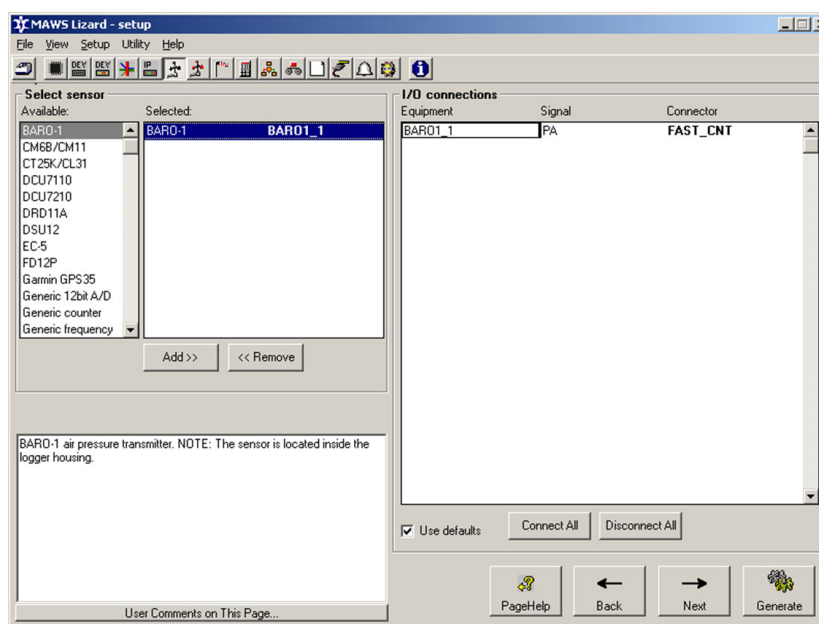 MAWS Lizard - setup
File View Setup Utility Help
DEV DEV IP
Select sensor
Available: Selected:
BARO-1
CM6B/CM11
CT25K/CL31
DCU7110
DCU7210
DRD11A
DSU12
EC-5
FD12P
Garmin GPS35
Generic 12bit A/D
Generic counter
Generic frequency
BARO-1 BARO1_1
Add >> << Remove
BARO-1 air pressure transmitter. NOTE: The sensor is located inside the
logger housing.
User Comments on This Page...
I/O connections
Equipment Signal Connector
BARO1_1 PA FAST_CNT
Use defaults Connect All Disconnect All
PageHelp Back Next Generate